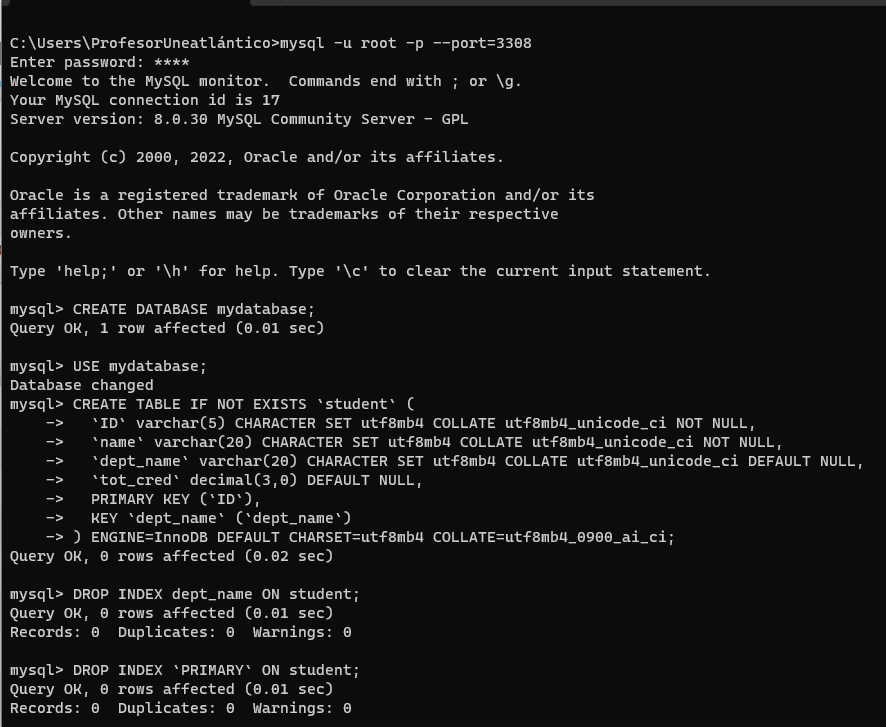 C:\Users\ProfesorUneatlántico>mysql -u root -p --port=3308
Enter password: ****
Welcome to the MySQL monitor.  Commands end with ; or \g.
Your MySQL connection id is 17
Server version: 8.0.30 MySQL Community Server - GPL
Copyright (c) 2000, 2022, Oracle and/or its affiliates.
Oracle is a registered trademark of Oracle Corporation and/or its
affiliates. Other names may be trademarks of their respective
owners.
Type 'help;' or '\h' for help. Type '\c' to clear the current input statement.
mysql> CREATE DATABASE mydatabase;
Query OK, 1 row affected (0.01 sec)
mysql> USE mydatabase;
Database changed
mysql> CREATE TABLE IF NOT EXISTS `student` (
    ->   `ID` varchar(5) CHARACTER SET utf8mb4 COLLATE utf8mb4_unicode_ci NOT NULL,
    ->   `name` varchar(20) CHARACTER SET utf8mb4 COLLATE utf8mb4_unicode_ci NOT NULL,
    ->   `dept_name` varchar(20) CHARACTER SET utf8mb4 COLLATE utf8mb4_unicode_ci DEFAULT NULL,
    ->   `tot_cred` decimal(3,0) DEFAULT NULL,
    ->   PRIMARY KEY (`ID`),
    ->   KEY `dept_name` (`dept_name`)
    -> ) ENGINE=InnoDB DEFAULT CHARSET=utf8mb4 COLLATE=utf8mb4_0900_ai_ci;
Query OK, 0 rows affected (0.02 sec)
mysql> DROP INDEX dept_name ON student;
Query OK, 0 rows affected (0.01 sec)
Records: 0  Duplicates: 0  Warnings: 0
mysql> DROP INDEX `PRIMARY` ON student;
Query OK, 0 rows affected (0.01 sec)
Records: 0  Duplicates: 0  Warnings: 0